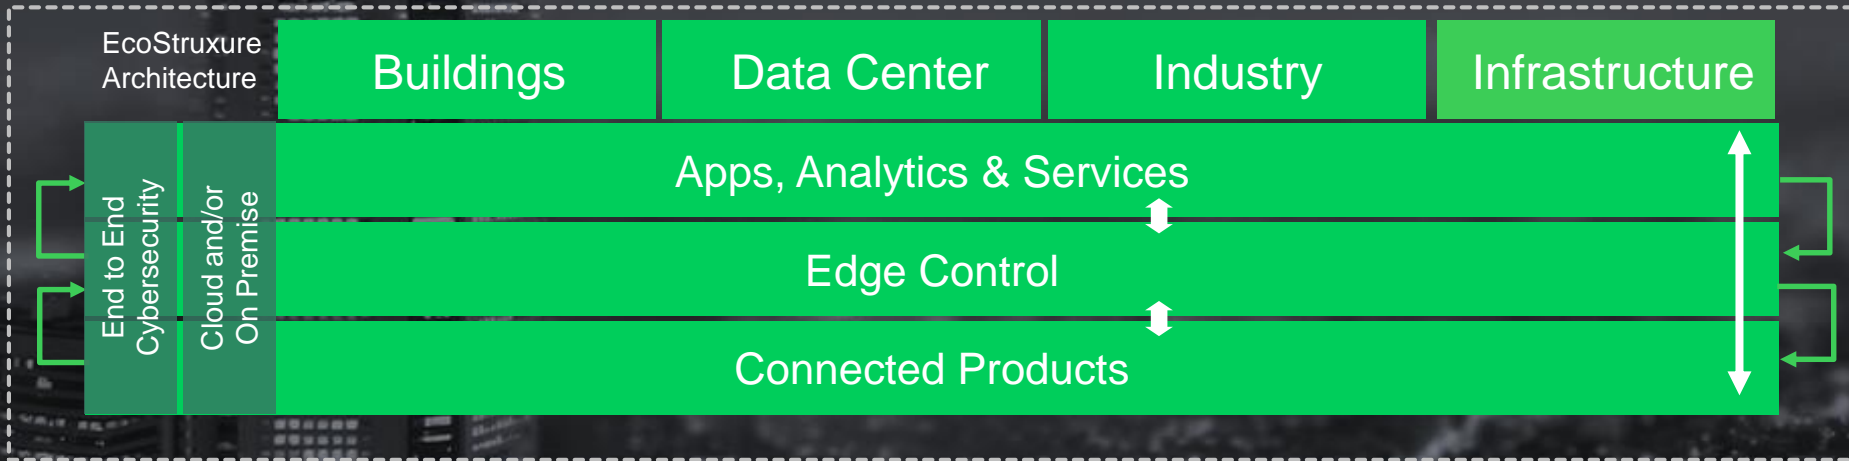 EcoStruxure
Architecture
Buildings
Data Center
Industry
Infrastructure
End to End
Cybersecurity
Cloud and/or
On Premise
Apps, Analytics & Services
Edge Control
Connected Products